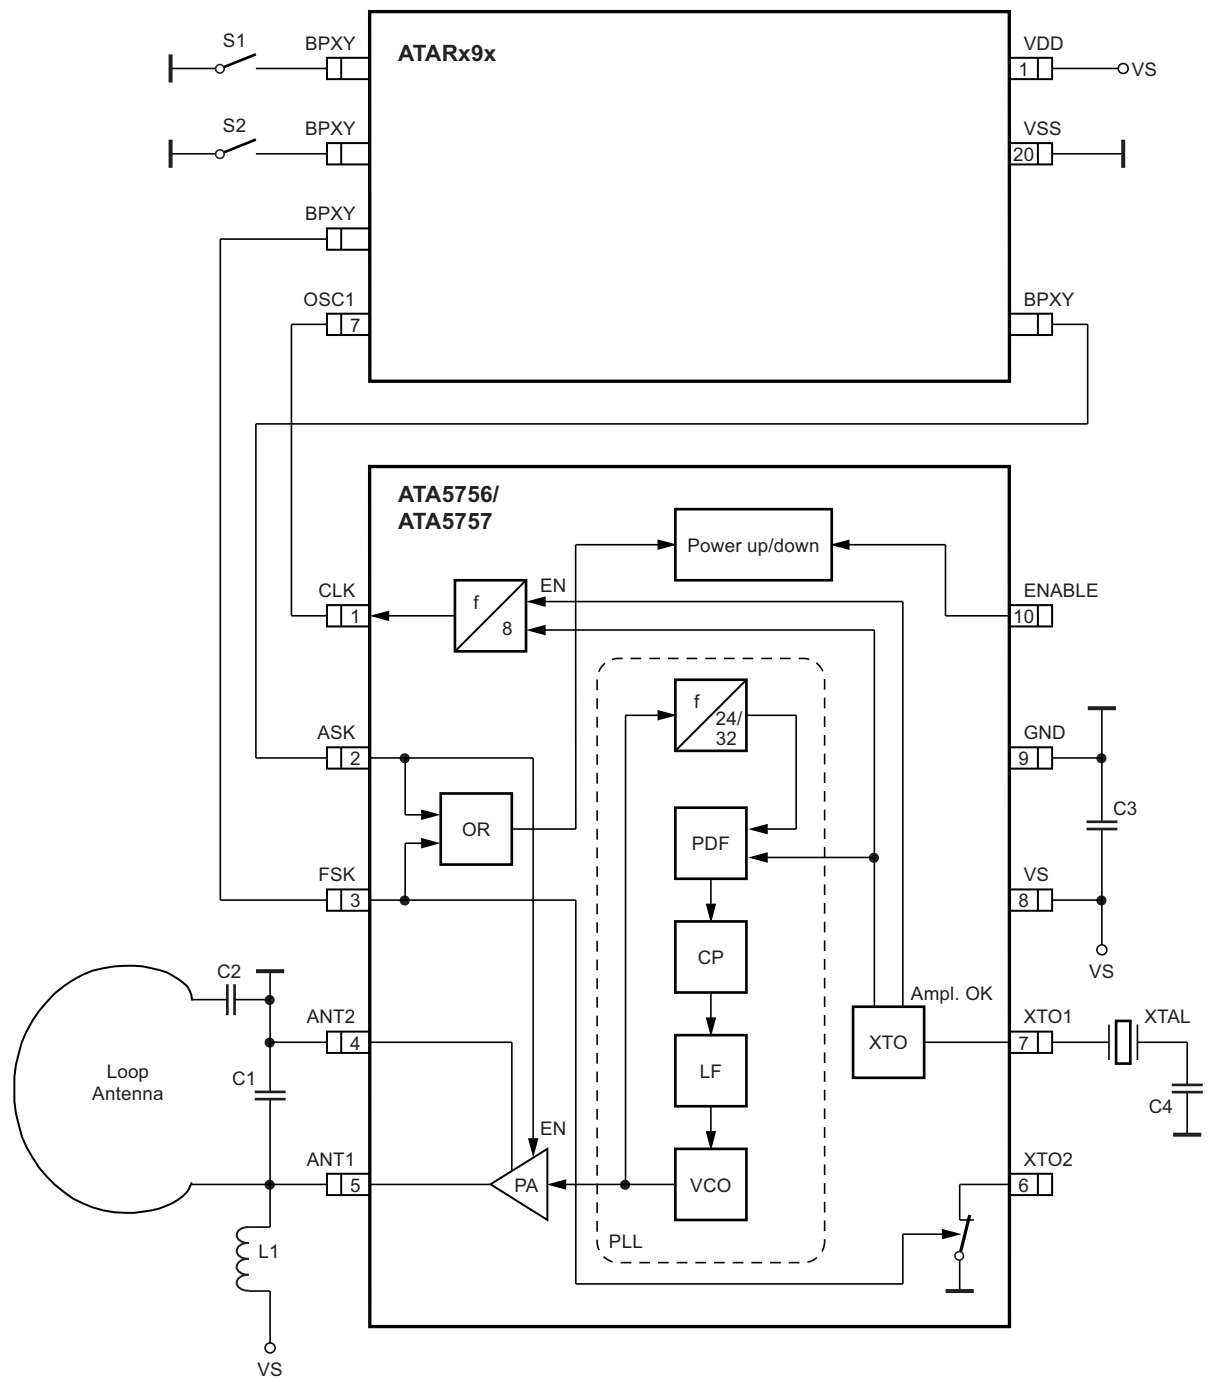 S1
BPXY
ATARx9x
VDD
1
VS
S2
BPXY
VSS
20
BPXY
OSC1
7
BPXY
ATA5756/
ATA5757
Power up/down
CLK
1
f
8
EN
ENABLE
10
f
24/
32
ASK
2
GND
9
OR
PDF
C3
FSK
3
VS
8
CP
VS
C2
Ampl. OK
ANT2
4
XTO
XTO1
7
XTAL
Loop
Antenna
C1
LF
C4
EN
ANT1
5
PA
VCO
XTO2
6
PLL
L1
VS